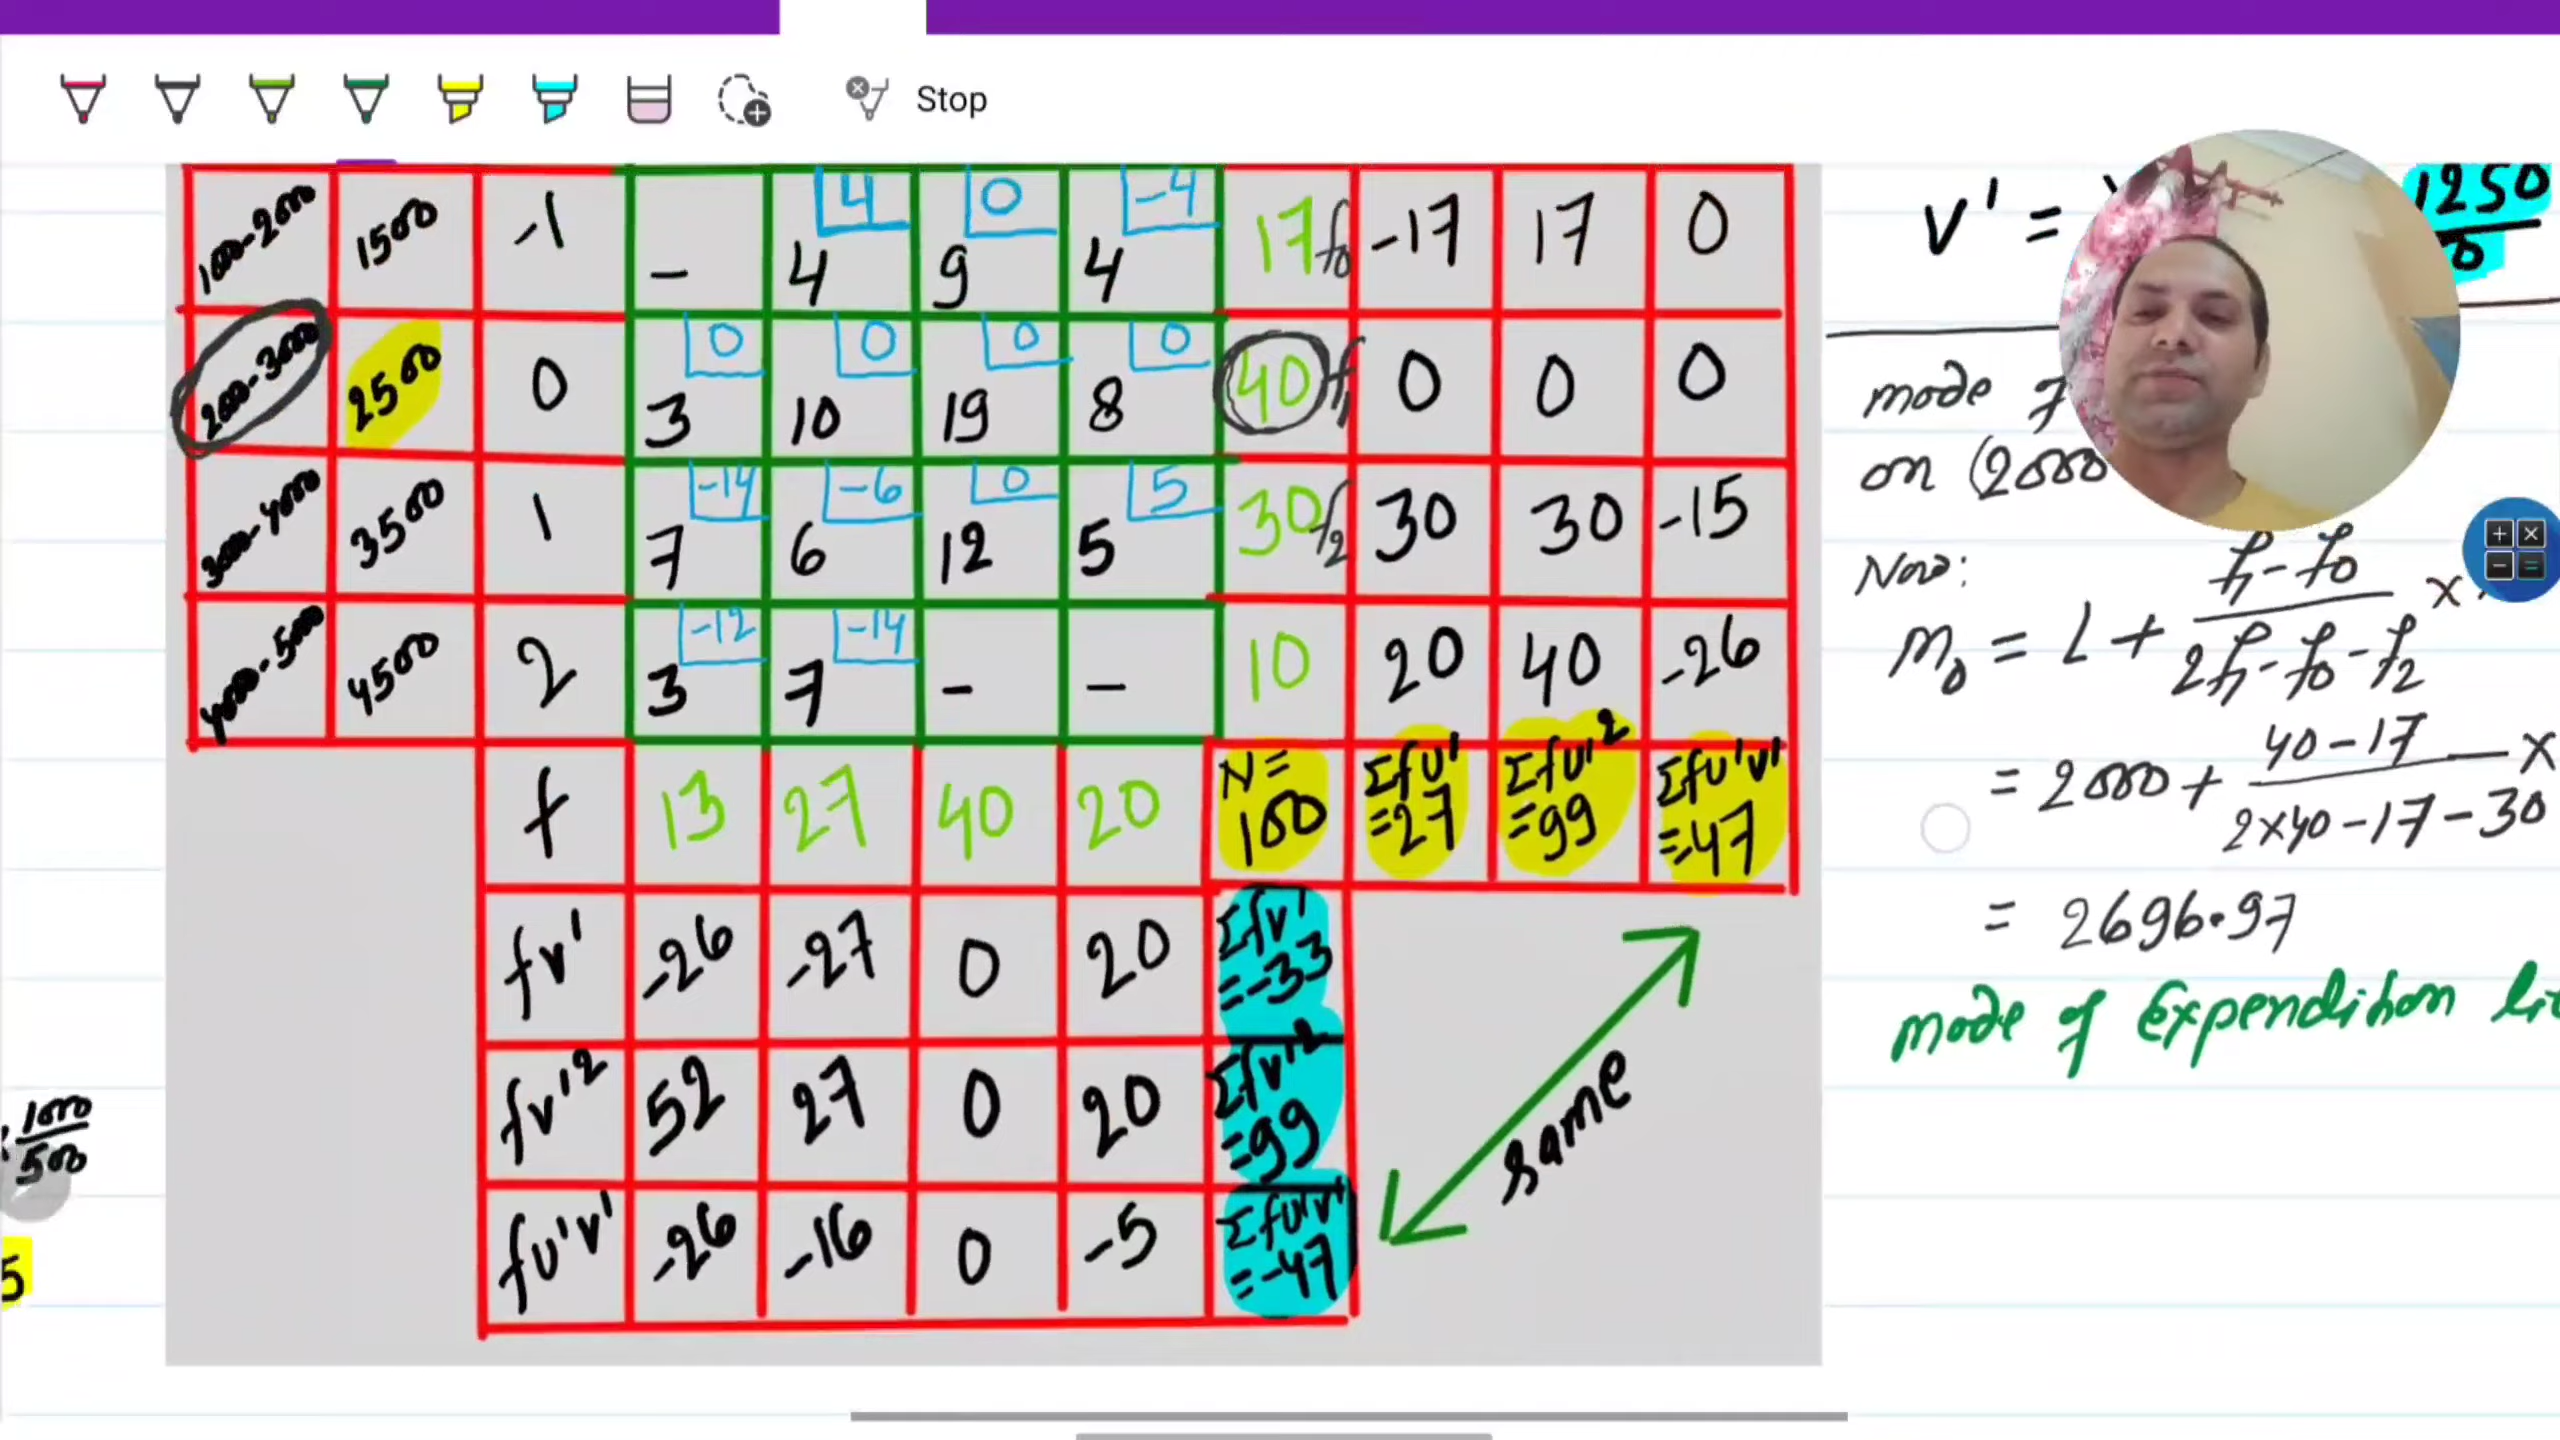 Stop
1000-2000 1500 -1 - 4 4 0 9 -4 4 17 f0 -17 17 0
2000-3000 2500 0 0 3 0 10 0 19 0 8 40 f1 0 0 0
3000-4000 3500 1 -14 7 -6 6 0 12 5 5 30 f2 30 30 -15
4000-5000 4500 2 -12 3 -14 7 - - 10 20 40 -26
f 13 27 40 20 N=100 Σfu'=27 Σfu'²=99 Σfu'v'=-47
fv' -26 -27 0 20 Σfv'=-33
fv'² 52 27 0 20 Σfv'²=99
fu'v' -26 -16 0 -5 Σfu'v'=-47
same
1000
500
5
v' =
1250
mode
on (2000
Now:
M0 = L + f1-f0 / 2f1-f0-f2 ×
= 2000 + 40-17 / 2×40-17-30 ×
= 2696.97
mode of Expendition